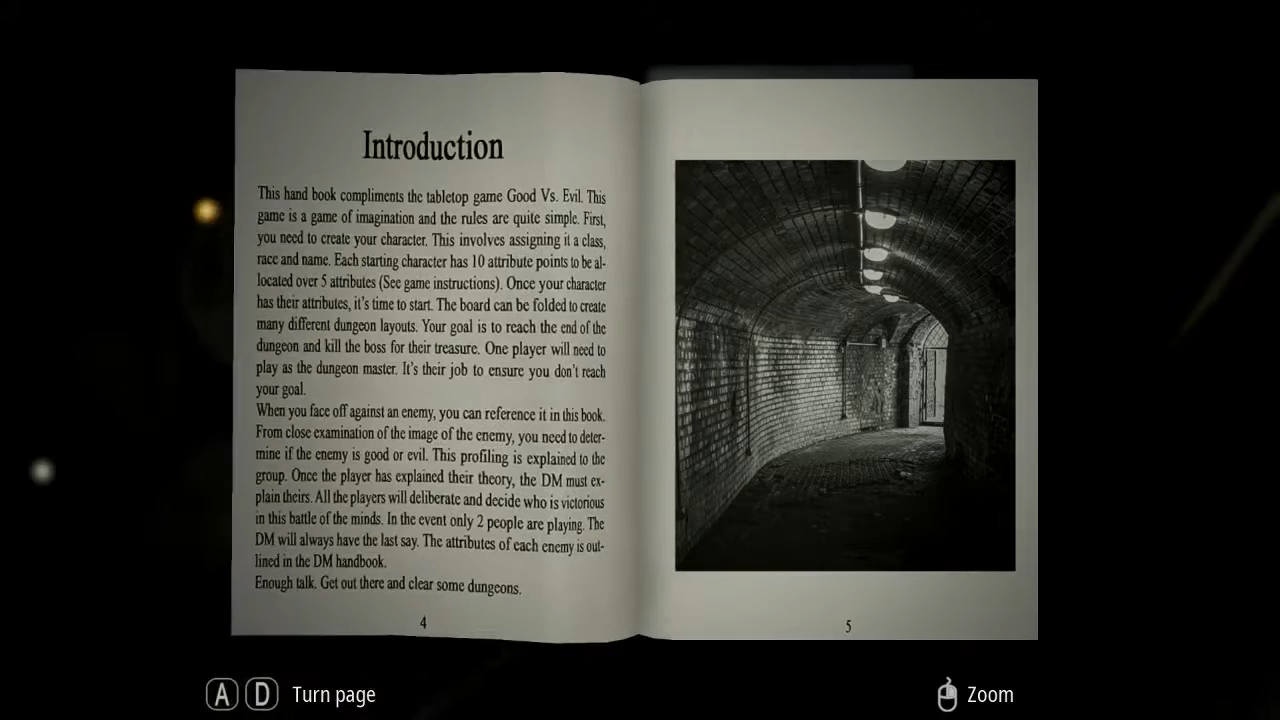 Introduction
This hand book compliments the tabletop game Good Vs. Evil. This
game is a game of imagination and the rules are quite simple. First,
you need to create your character. This involves assigning it a class,
race and name. Each starting character has 10 attribute points to be al-
located over 5 attributes (See game instructions). Once your character
has their attributes, it's time to start. The board can be folded to create
many different dungeon layouts. Your goal is to reach the end of the
dungeon and kill the boss for their treasure. One player will need to
play as the dungeon master. It's their job to ensure you don't reach
your goal.
When you face off against an enemy, you can reference it in this book.
From close examination of the image of the enemy, you need to deter-
mine if the enemy is good or evil. This profiling is explained to the
group. Once the player has explained their theory, the DM must ex-
plain theirs. All the players will deliberate and decide who is victorious
in this battle of the minds. In the event only 2 people are playing. The
DM will always have the last say. The attributes of each enemy is out-
lined in the DM handbook.
Enough talk. Get out there and clear some dungeons.
4
5
A D Turn page
Zoom